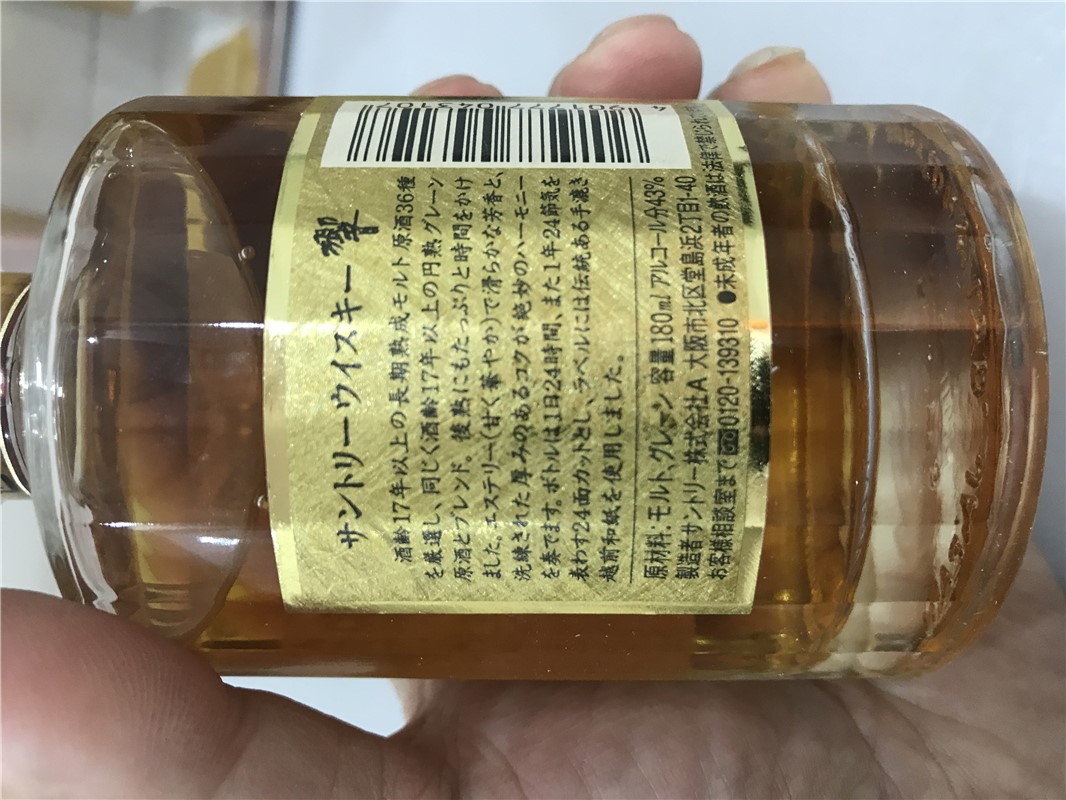 4 901777 045107
サントリーウイスキー 響
酒齢17年以上の長期熟成モルト原酒36種
を厳選し、同じく酒齢17年以上の円熟グレーン
原酒とブレンド。後熟にもたっぷりと時間をかけ
ました。エステリー(甘く華やか)で滑らかな芳香と、
洗練された厚みのあるコクが絶妙のハーモニー
を奏でます。ボトルは1日24時間、また1年24節気を
表わす24面カットとし、ラベルには伝統ある手漉き
越前和紙を使用しました。
原材料:モルト、グレーン 容量180ml アルコール分43%
製造者サントリー株式会社A 大阪市北区堂島浜2丁目1-40
お客様相談室まで 0120-139310 ●未成年者の飲酒は法律で禁じられ